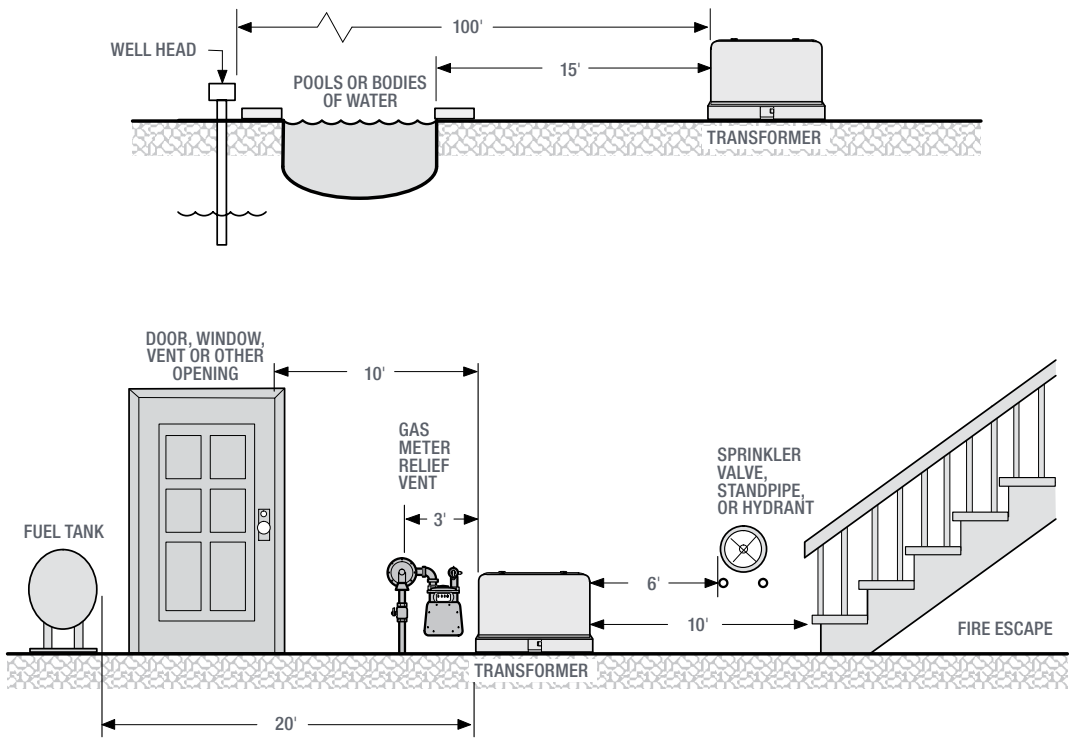 100'
WELL HEAD
15'
POOLS OR BODIES
OF WATER
TRANSFORMER
DOOR, WINDOW,
VENT OR OTHER
OPENING
10'
GAS
METER
RELIEF
VENT
3'
SPRINKLER
VALVE,
STANDPIPE,
OR HYDRANT
FUEL TANK
6'
10'
FIRE ESCAPE
TRANSFORMER
20'